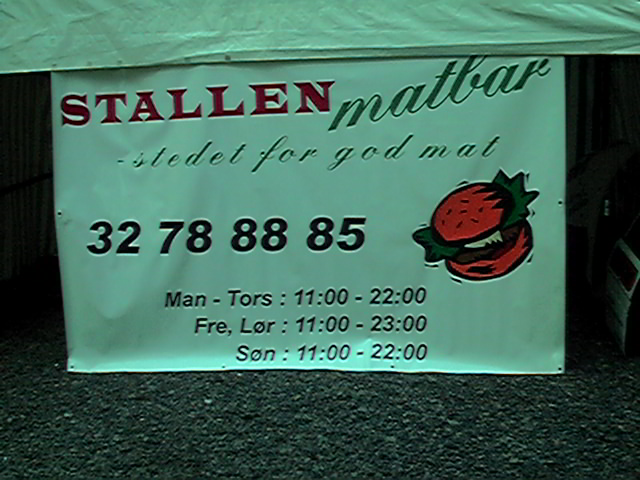 STALLEN matbar
-stedet for god mat
32 78 88 85
Man - Tors : 11:00 - 22:00
Fre, Lør : 11:00 - 23:00
Søn : 11:00 - 22:00